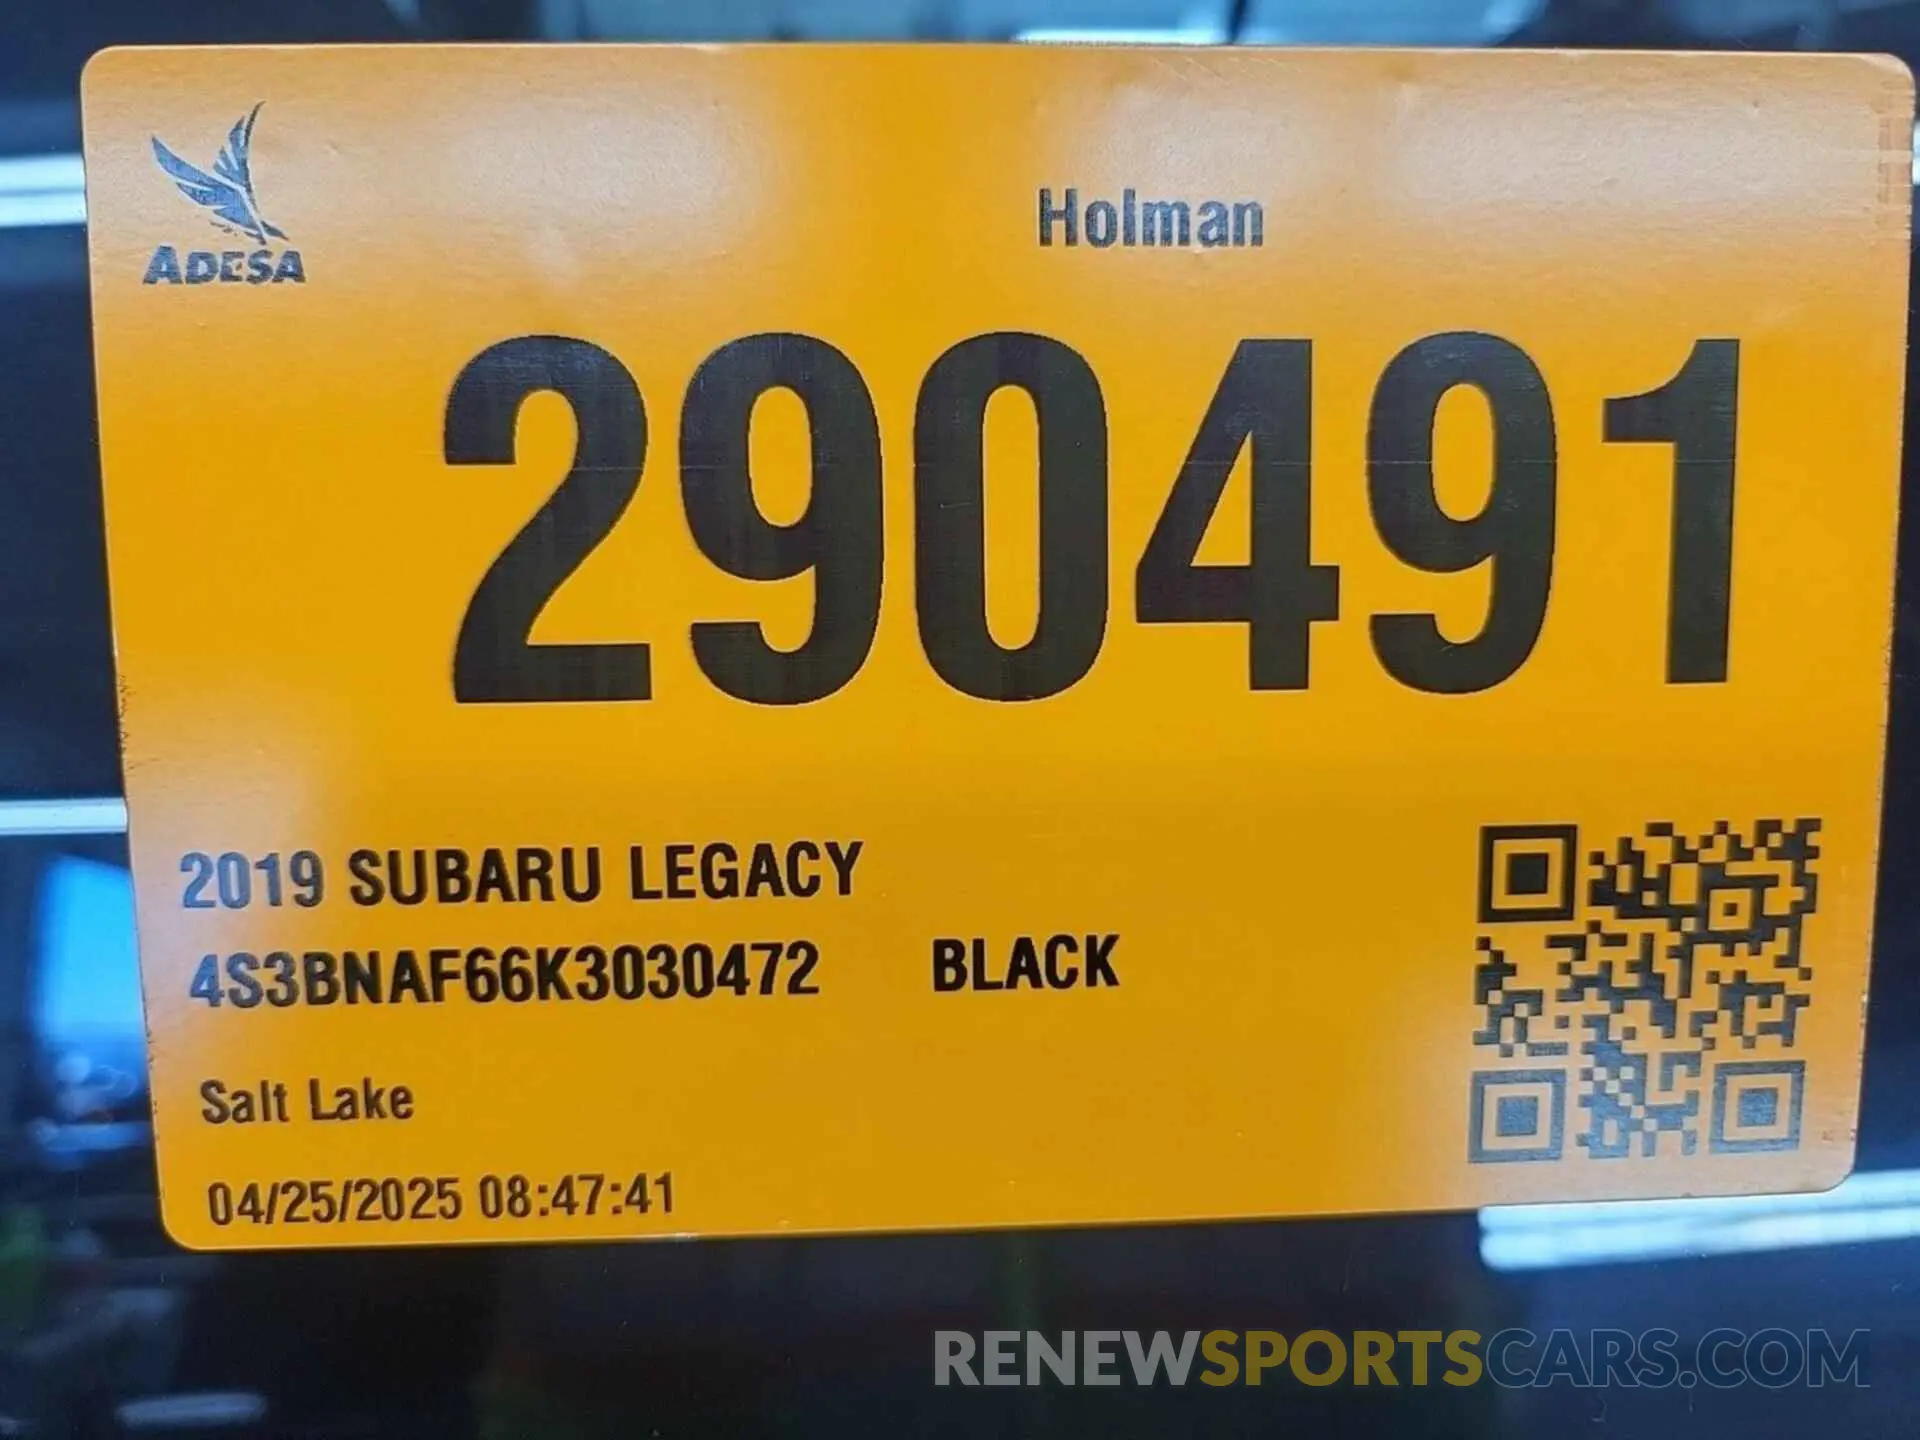 ADESA
Holman
290491
2019 SUBARU LEGACY
4S3BNAF66K3030472 BLACK
Salt Lake
04/25/2025 08:47:41
RENEWSPORTSCARS.COM